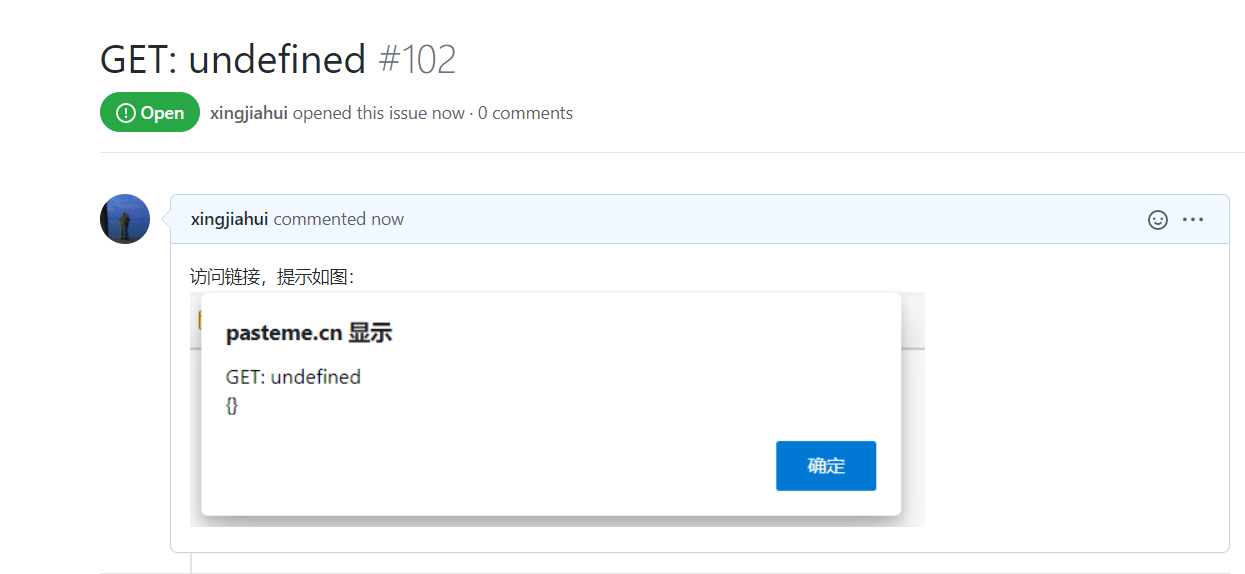 GET: undefined #102
Open xingjiahui opened this issue now · 0 comments
xingjiahui commented now
访问链接，提示如图：
pasteme.cn 显示
GET: undefined
{}
确定